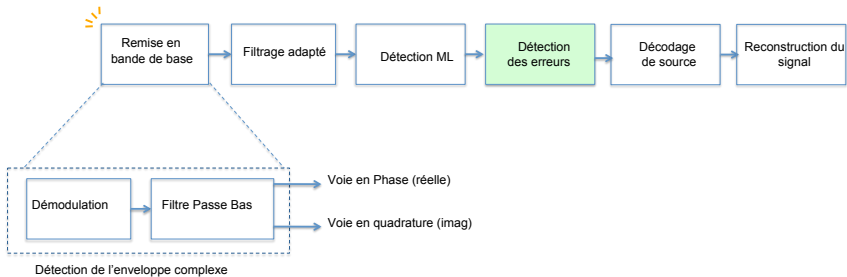 Remise en
bande de base
Filtrage adapté
Détection ML
Détection
des erreurs
Décodage
de source
Reconstruction du
signal
Démodulation
Filtre Passe Bas
Voie en Phase (réelle)
Voie en quadrature (imag)
Détection de l'enveloppe complexe